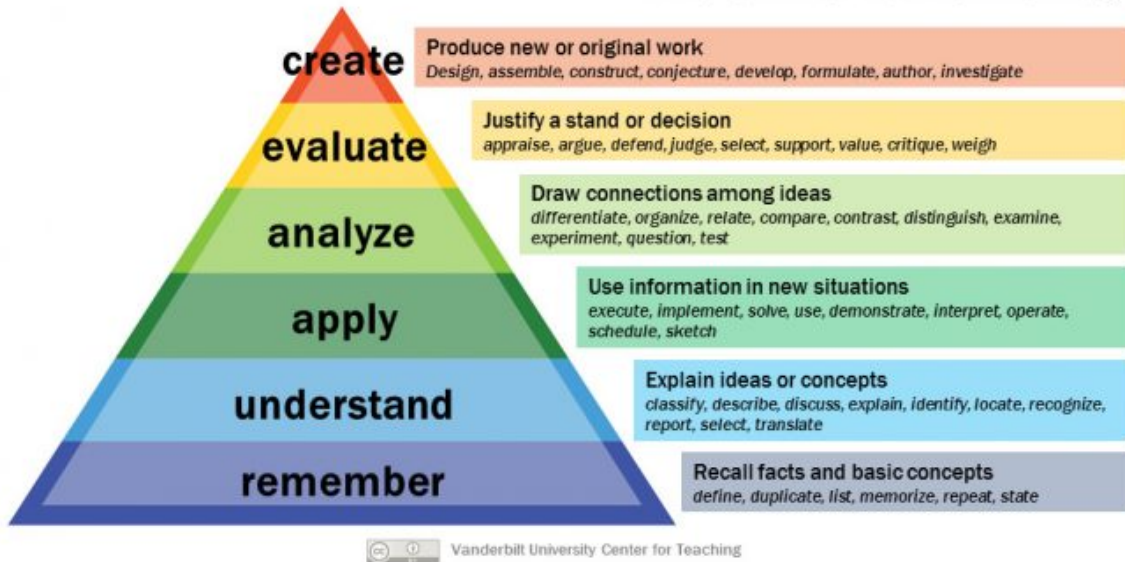 create
Produce new or original work
Design, assemble, construct, conjecture, develop, formulate, author, investigate
evaluate
Justify a stand or decision
appraise, argue, defend, judge, select, support, value, critique, weigh
analyze
Draw connections among ideas
differentiate, organize, relate, compare, contrast, distinguish, examine,
experiment, question, test
apply
Use information in new situations
execute, implement, solve, use, demonstrate, interpret, operate,
schedule, sketch
understand
Explain ideas or concepts
classify, describe, discuss, explain, identify, locate, recognize,
report, select, translate
remember
Recall facts and basic concepts
define, duplicate, list, memorize, repeat, state
cc
Vanderbilt University Center for Teaching